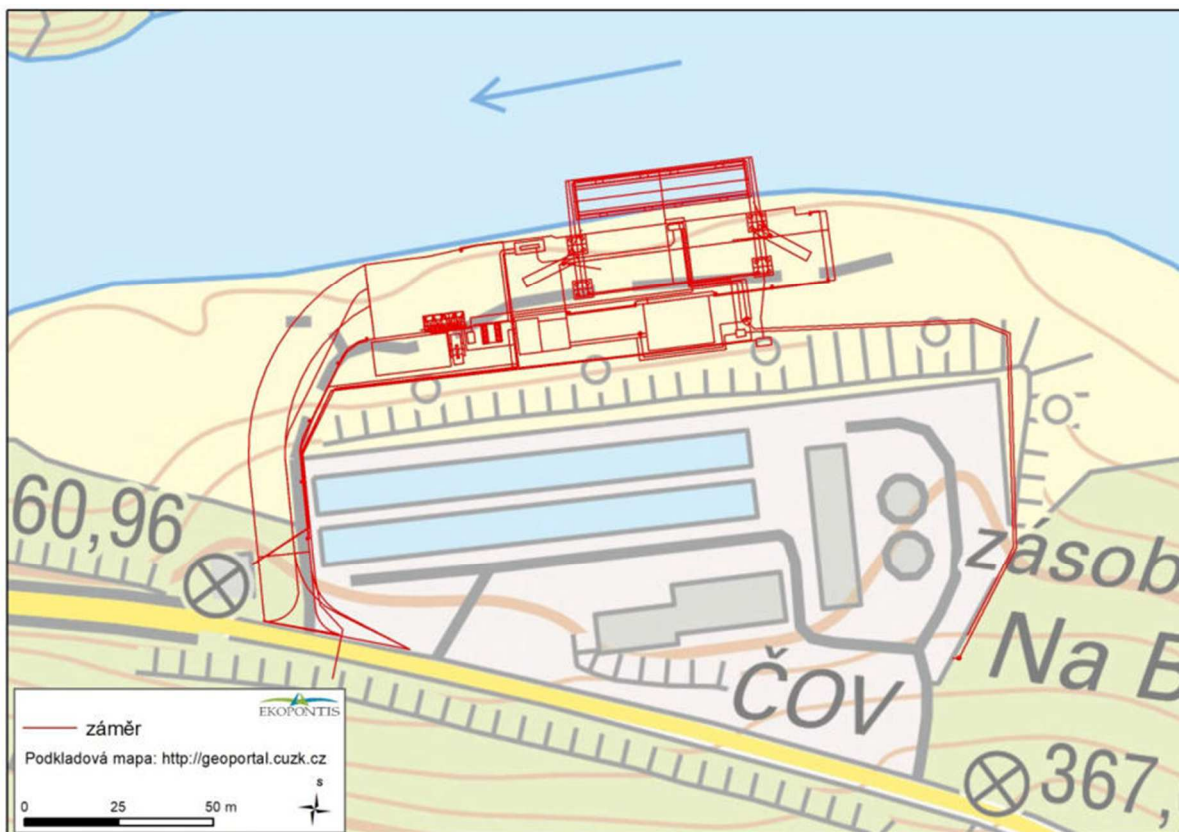 60,96
zásob
Na B
ČOV
367,
EKOPONTIS
záměr
Podkladová mapa: http://geoportal.cuzk.cz
S
0 25 50 m